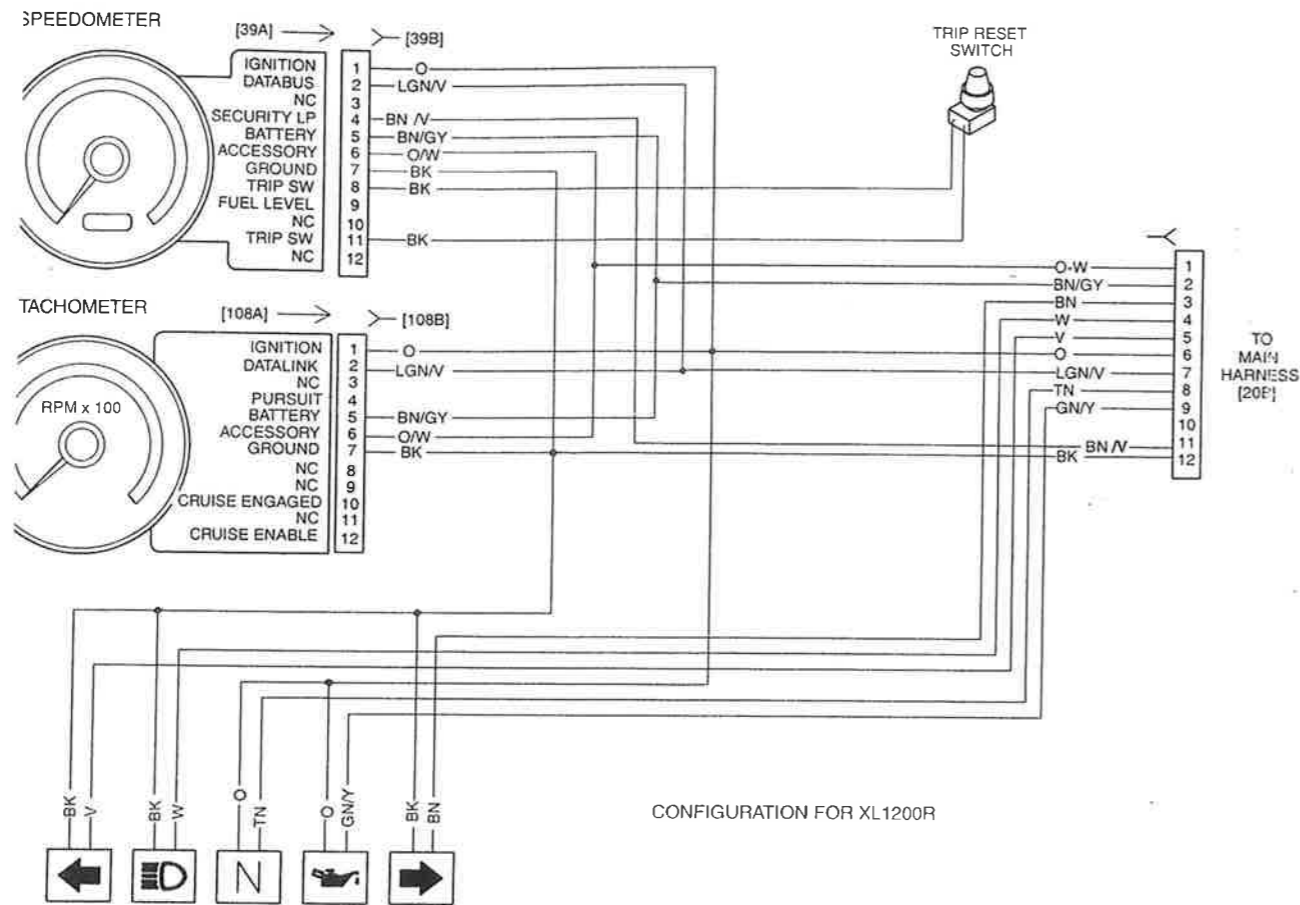 SPEEDOMETER
[39A]
[39B]
IGNITION 1 O
DATABUS 2 LGN/V
NC 3
SECURITY LP 4 BN /V
BATTERY 5 BN/GY
ACCESSORY 6 O/W
GROUND 7 BK
TRIP SW 8 BK
FUEL LEVEL 9
NC 10
TRIP SW 11 BK
NC 12
TRIP RESET
SWITCH
TACHOMETER
[108A]
[108B]
RPM x 100
IGNITION 1 O
DATALINK 2 LGN/V
NC 3
PURSUIT 4
BATTERY 5 BN/GY
ACCESSORY 6 O/W
GROUND 7 BK
NC 8
NC 9
CRUISE ENGAGED 10
NC 11
CRUISE ENABLE 12
O-W 1
BN/GY 2
BN 3
W 4
V 5
O 6
LGN/V 7
TN 8
GN/Y 9
10
BN /V 11
BK 12
TO
MAIN
HARNESS
BK
V
BK
W
O
TN
O
GN/Y
BK
BN
N
CONFIGURATION FOR XL1200R